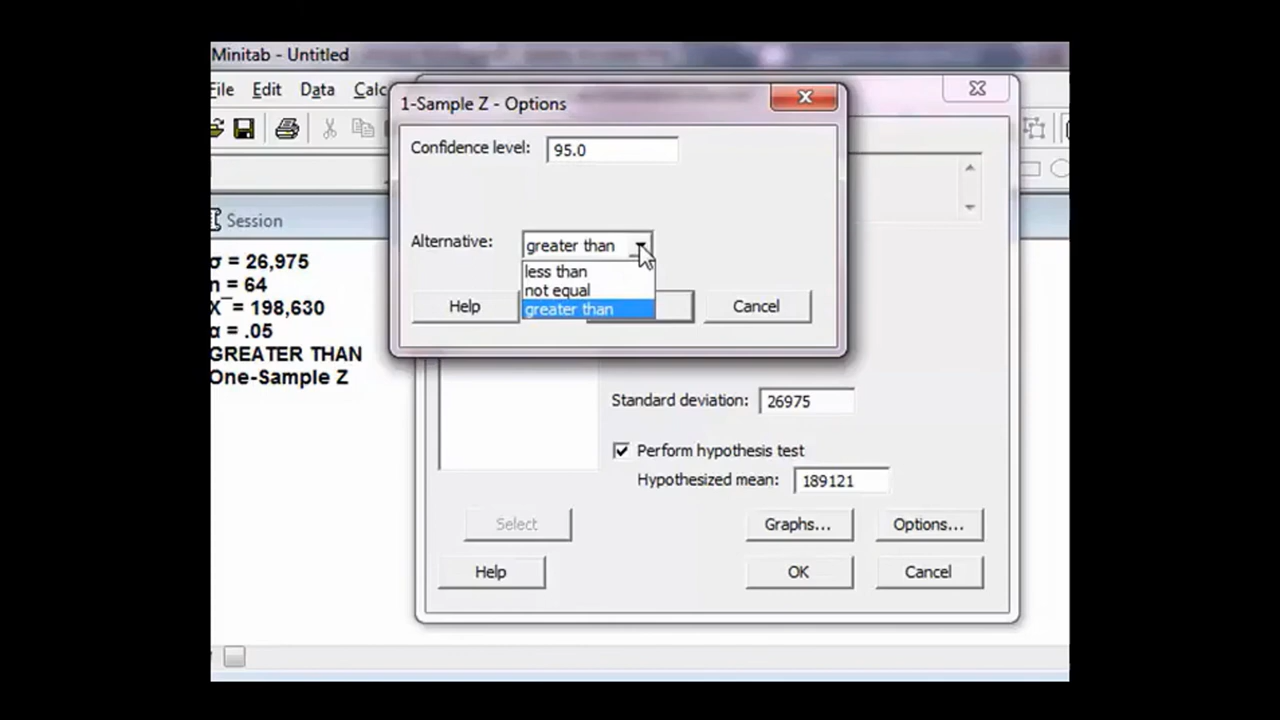 Minitab - Untitled
File Edit Data Calc
1-Sample Z - Options
Confidence level: 95.0
Session
Alternative: greater than
less than
not equal
greater than
Help Cancel
σ = 26,975
n = 64
X¯ = 198,630
α = .05
GREATER THAN
One-Sample Z
Standard deviation: 26975
Perform hypothesis test
Hypothesized mean: 189121
Select Graphs... Options...
Help OK Cancel